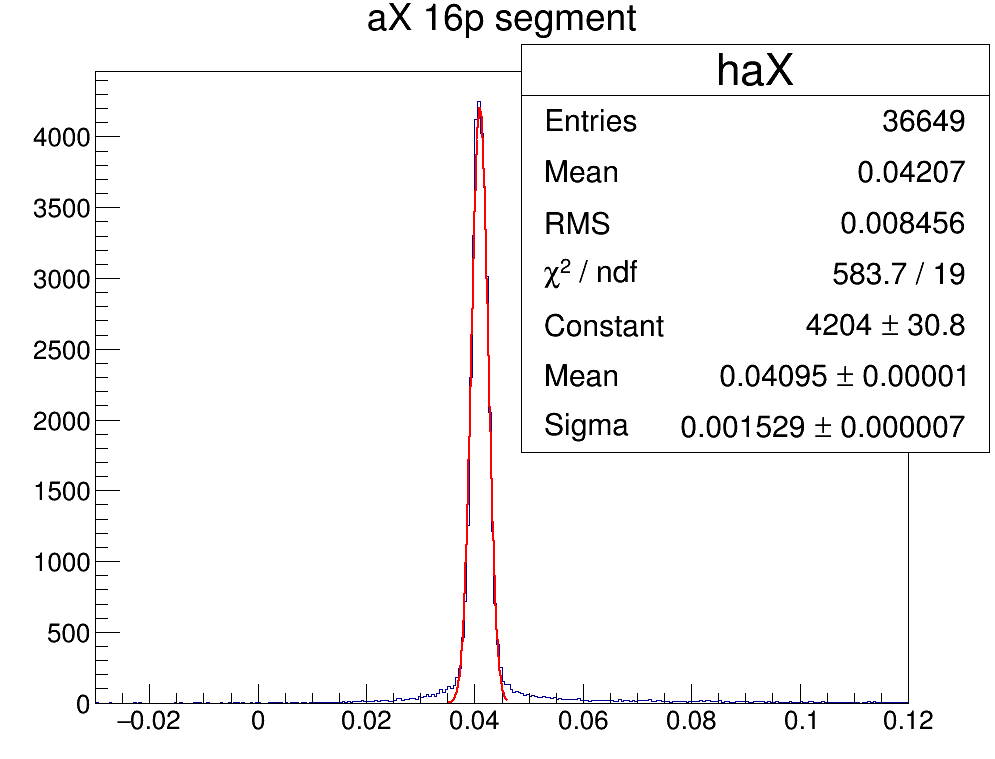 aX 16p segment
haX
Entries 36649
Mean 0.04207
RMS 0.008456
χ² / ndf 583.7 / 19
Constant 4204 ± 30.8
Mean 0.04095 ± 0.00001
Sigma 0.001529 ± 0.000007
4000
3500
3000
2500
2000
1500
1000
500
0
−0.02 0 0.02 0.04 0.06 0.08 0.1 0.12